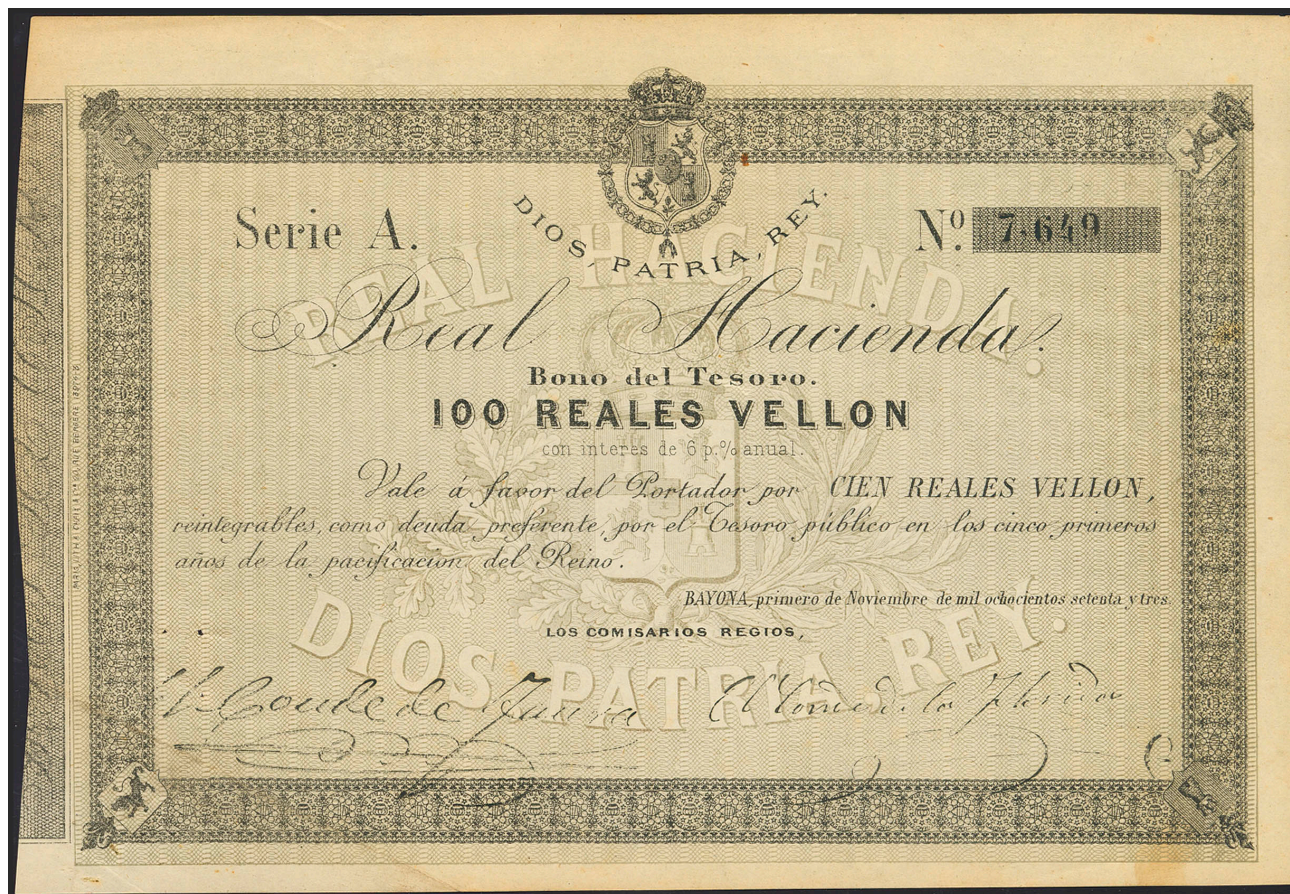 DIOS, PATRIA, REY.
Serie A.
Nº. 7.649
REAL HACIENDA.
Real Hacienda.
Bono del Tesoro.
100 REALES VELLON
con interes de 6 p.% anual.
Vale á favor del Portador por CIEN REALES VELLON,
reintegrables, como deuda preferente, por el Tesoro público en los cinco primeros
años de la pacificacion del Reino.
BAYONA, primero de Noviembre de mil ochocientos setenta y tres.
LOS COMISARIOS REGIOS,
DIOS PATRIA REY.
Conde de